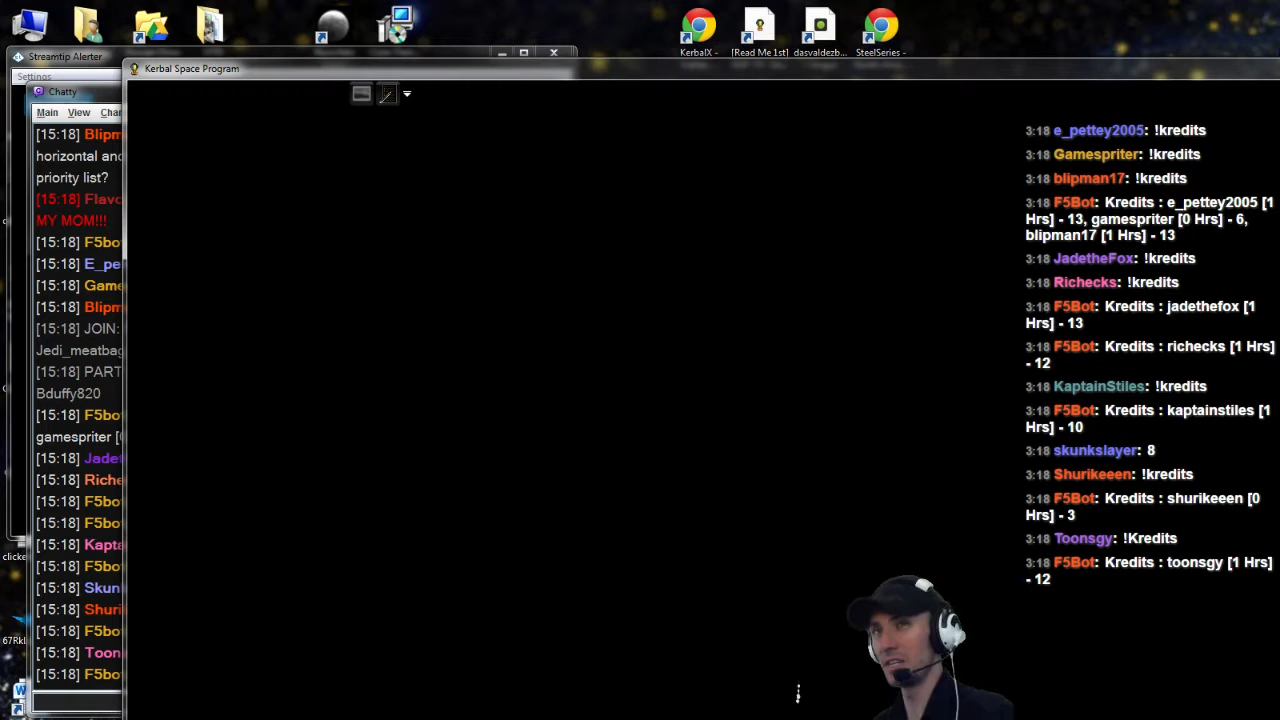 KerbalX -
[Read Me 1st]
dasvaldezb...
SteelSeries -
Streamtip Alerter
Settings
Chatty
Main View Char
[15:18] Blipm
horizontal and
priority list?
[15:18] Flavo
MY MOM!!!
[15:18] F5bo
[15:18] E_pe
[15:18] Game
[15:18] Blipm
[15:18] JOIN:
Jedi_meatbag
[15:18] PART
Bduffy820
[15:18] F5bo
gamespriter [0
[15:18] Jadet
[15:18] Riche
[15:18] F5bo
[15:18] F5bo
[15:18] Kapta
[15:18] F5bo
[15:18] Skun
[15:18] Shuri
[15:18] F5bo
[15:18] Toon
[15:18] F5bo
clicke
67RkI
Kerbal Space Program
3:18 e_pettey2005: !kredits
3:18 Gamespriter: !kredits
3:18 blipman17: !kredits
3:18 F5Bot: Kredits : e_pettey2005 [1
Hrs] - 13, gamespriter [0 Hrs] - 6,
blipman17 [1 Hrs] - 13
3:18 JadetheFox: !kredits
3:18 Richecks: !kredits
3:18 F5Bot: Kredits : jadethefox [1
Hrs] - 13
3:18 F5Bot: Kredits : richecks [1 Hrs]
- 12
3:18 KaptainStiles: !kredits
3:18 F5Bot: Kredits : kaptainstiles [1
Hrs] - 10
3:18 skunkslayer: 8
3:18 Shurikeeen: !kredits
3:18 F5Bot: Kredits : shurikeeen [0
Hrs] - 3
3:18 Toonsgy: !Kredits
3:18 F5Bot: Kredits : toonsgy [1 Hrs]
- 12